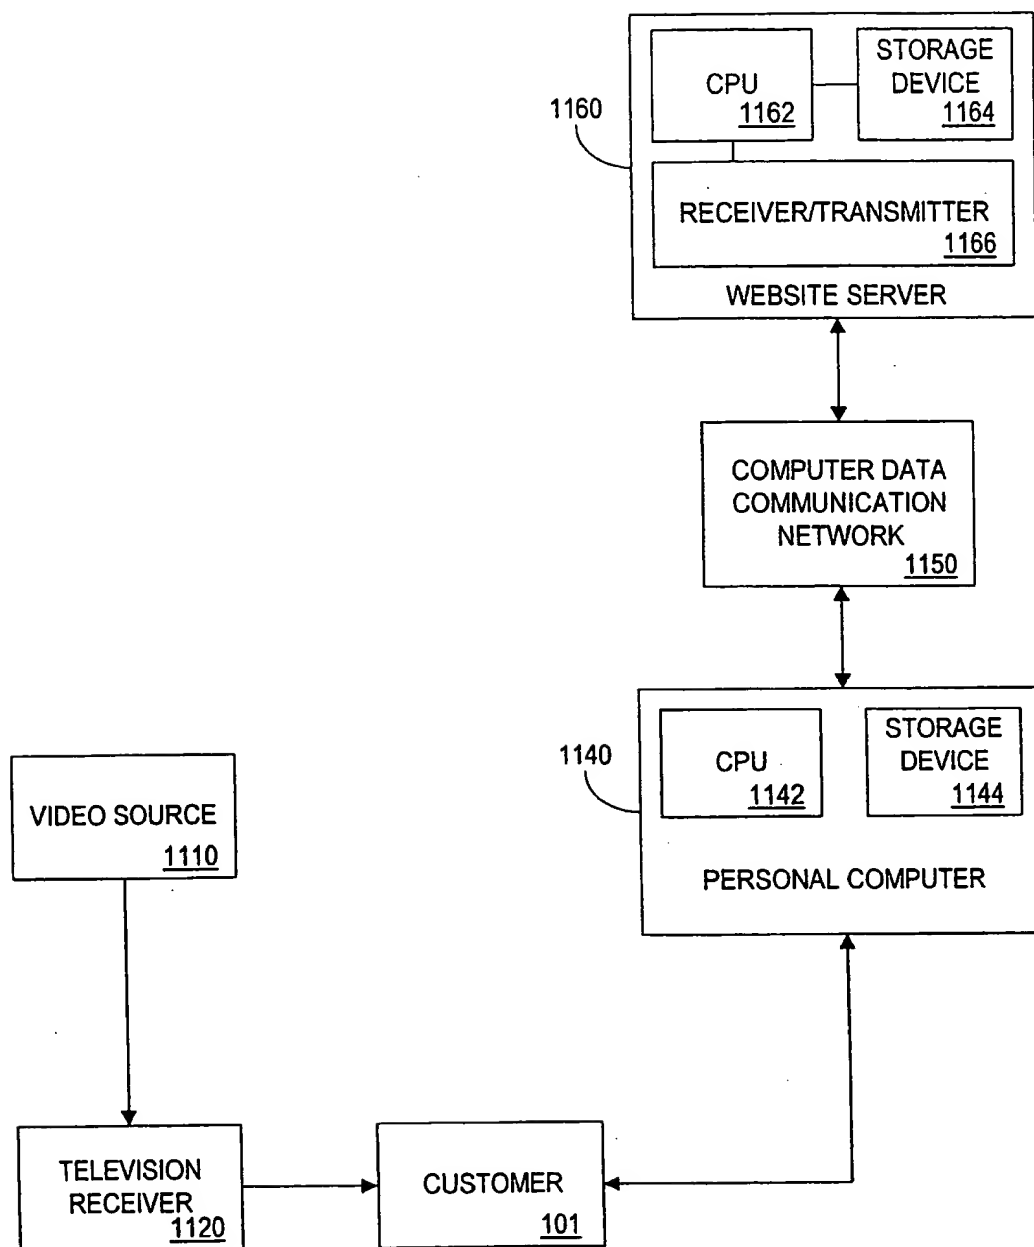 CPU
1162
STORAGE
DEVICE
1164
1160
RECEIVER/TRANSMITTER
1166
WEBSITE SERVER
COMPUTER DATA
COMMUNICATION
NETWORK
1150
1140
CPU
1142
STORAGE
DEVICE
1144
PERSONAL COMPUTER
VIDEO SOURCE
1110
TELEVISION
RECEIVER
1120
CUSTOMER
101